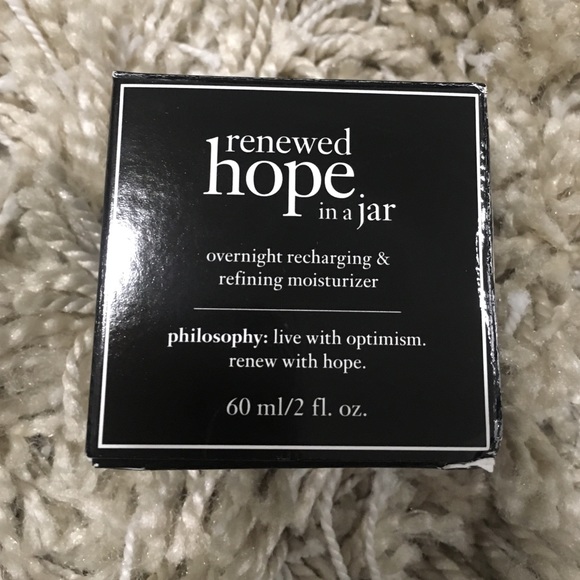 renewed
hope
in a jar
overnight recharging &
refining moisturizer
philosophy: live with optimism.
renew with hope.
60 ml/2 fl. oz.